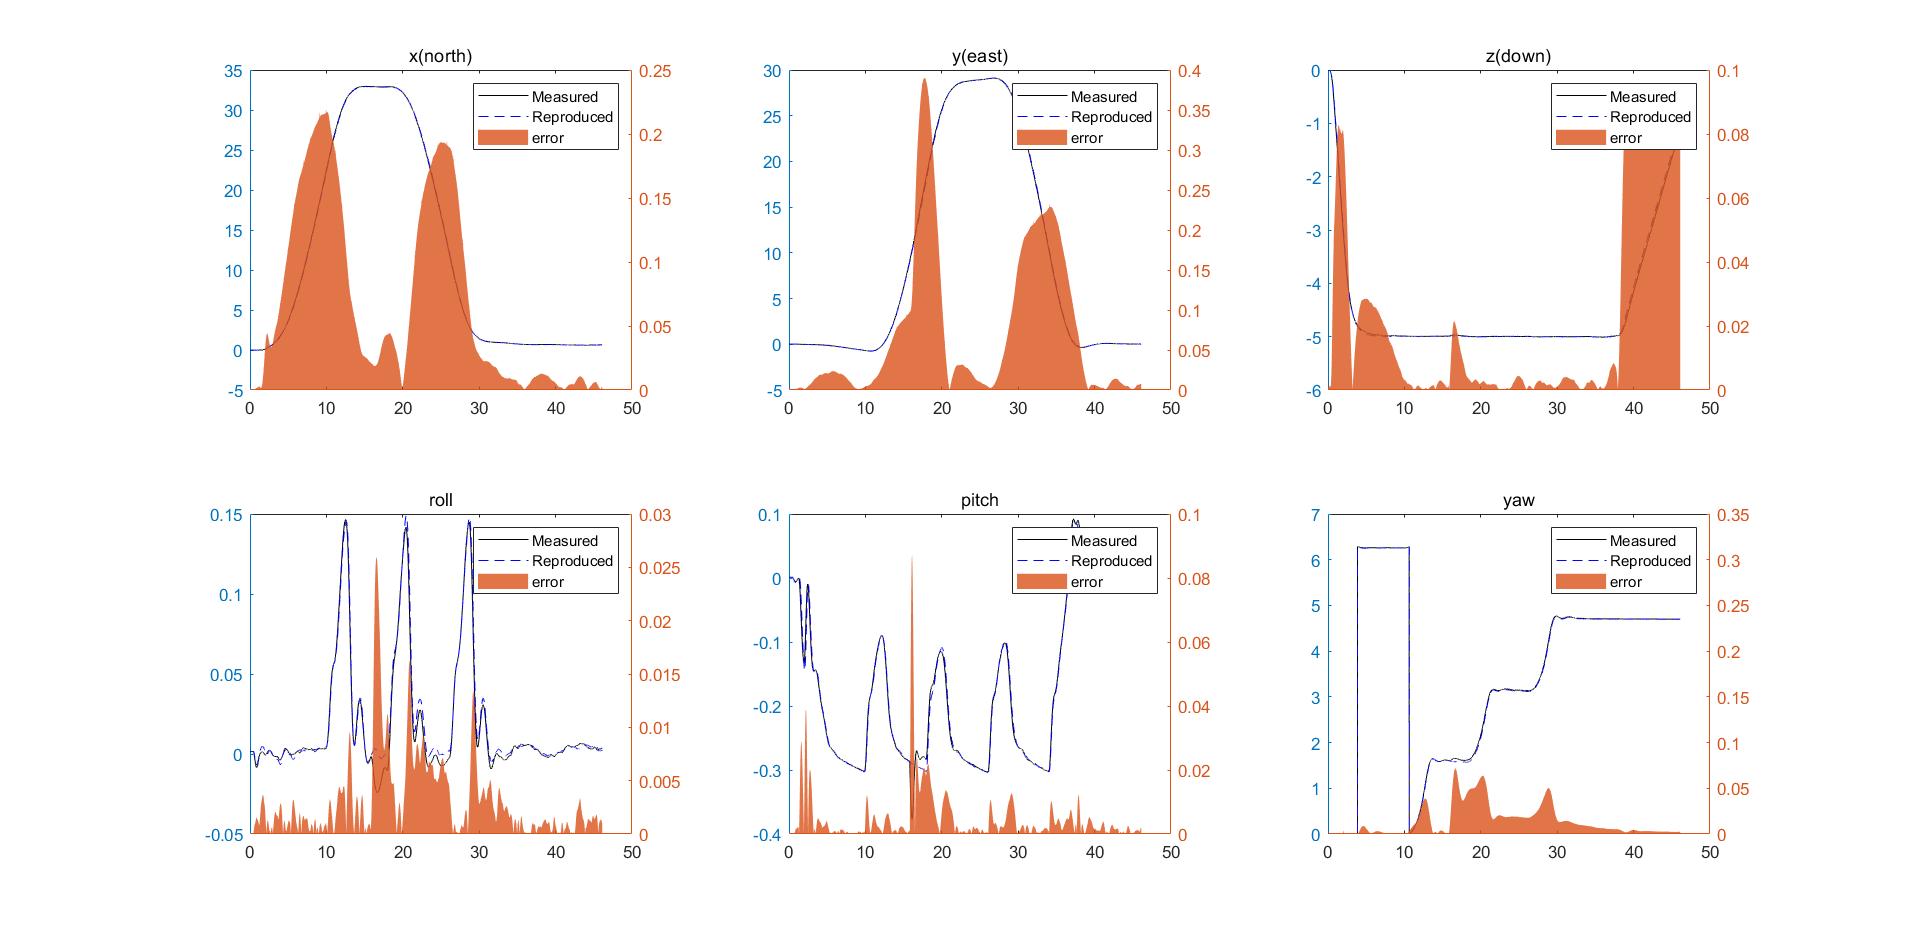 x(north)
35
30
25
20
15
10
5
0
-5
0.25
0.2
0.15
0.1
0.05
0
0 10 20 30 40 50
Measured
Reproduced
error
y(east)
30
25
20
15
10
5
0
-5
0.4
0.35
0.3
0.25
0.2
0.15
0.1
0.05
0
0 10 20 30 40 50
Measured
Reproduced
error
z(down)
0
-1
-2
-3
-4
-5
-6
0.1
0.08
0.06
0.04
0.02
0
0 10 20 30 40 50
Measured
Reproduced
error
roll
0.15
0.1
0.05
0
-0.05
0.03
0.025
0.02
0.015
0.01
0.005
0
0 10 20 30 40 50
Measured
Reproduced
error
pitch
0.1
0
-0.1
-0.2
-0.3
-0.4
0.1
0.08
0.06
0.04
0.02
0
0 10 20 30 40 50
Measured
Reproduced
error
yaw
7
6
5
4
3
2
1
0
0.35
0.3
0.25
0.2
0.15
0.1
0.05
0
0 10 20 30 40 50
Measured
Reproduced
error